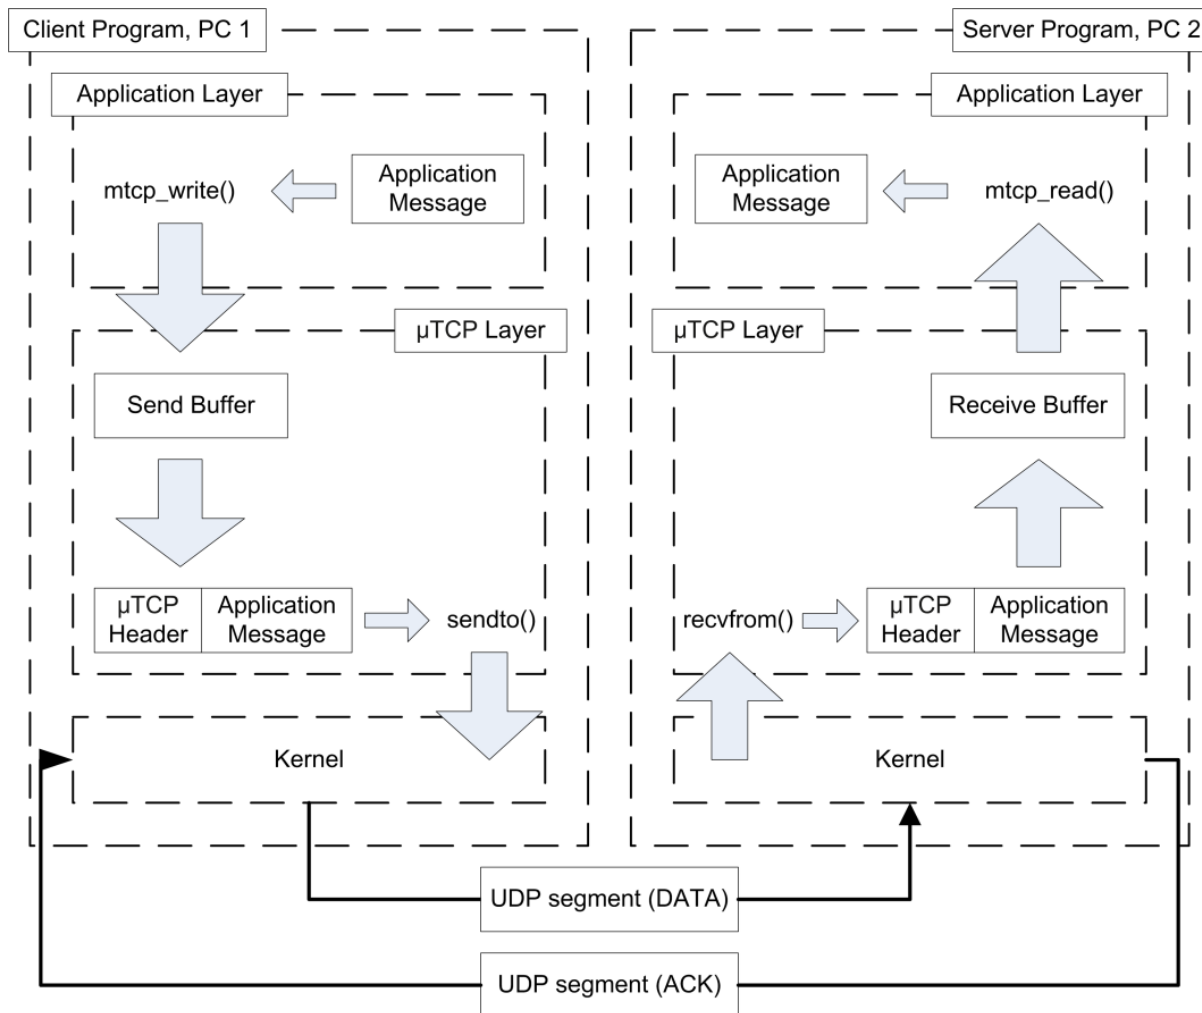 Client Program, PC 1
Server Program, PC 2
Application Layer
Application Layer
mtcp_write()
Application
Message
Application
Message
mtcp_read()
µTCP Layer
µTCP Layer
Send Buffer
Receive Buffer
µTCP
Header
Application
Message
sendto()
recvfrom()
µTCP
Header
Application
Message
Kernel
Kernel
UDP segment (DATA)
UDP segment (ACK)